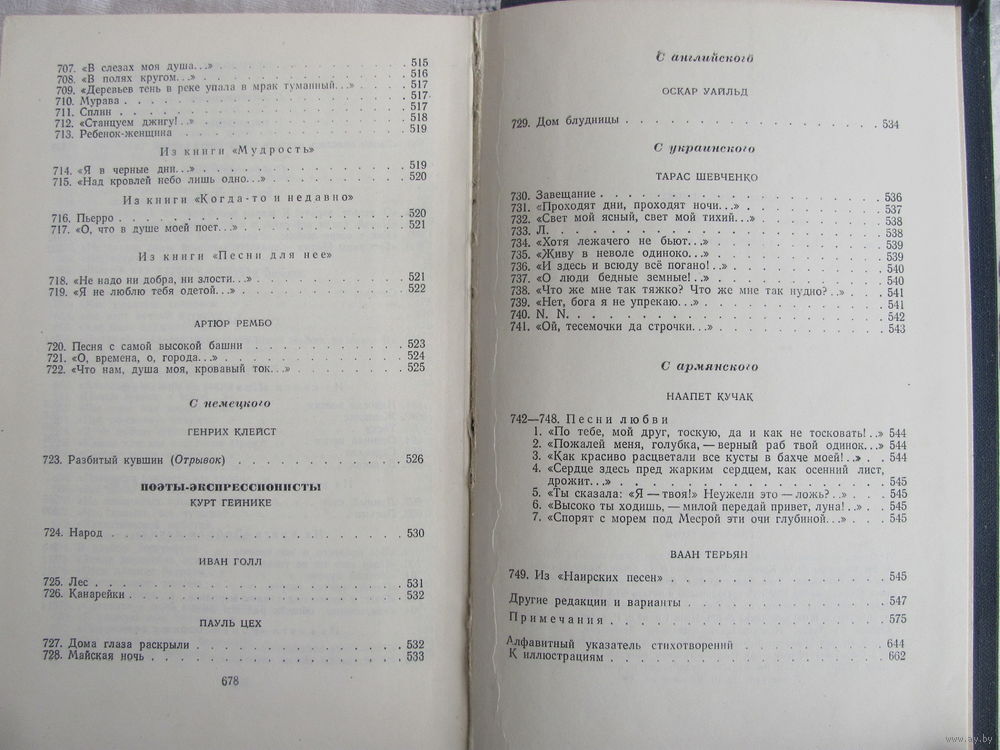 707. «В слезах моя душа...» . . . 515
708. «В полях кругом...» . . . 516
709. «Деревьев тень в реке упала в мрак туманный...» . . . 517
710. Мурава . . . 517
711. Сплин . . . 517
712. «Станцуем джигу!..» . . . 518
713. Ребенок-женщина . . . 519
Из книги «Мудрость»
714. «Я в черные дни...» . . . 519
715. «Над кровлей небо лишь одно...» . . . 520
Из книги «Когда-то и недавно»
716. Пьерро . . . 520
717. «О, что в душе моей поет...» . . . 521
Из книги «Песни для нее»
718. «Не надо ни добра, ни злости...» . . . 521
719. «Я не люблю тебя одетой...» . . . 522
АРТЮР РЕМБО
720. Песня с самой высокой башни . . . 523
721. «О, времена, о, города...» . . . 524
722. «Что нам, душа моя, кровавый ток...» . . . 525
С немецкого
ГЕНРИХ КЛЕЙСТ
723. Разбитый кувшин (Отрывок) . . . 526
ПОЭТЫ-ЭКСПРЕССИОНИСТЫ
КУРТ ГЕЙНИКЕ
724. Народ . . . 530
ИВАН ГОЛЛ
725. Лес . . . 531
726. Канарейки . . . 532
ПАУЛЬ ЦЕХ
727. Дома глаза раскрыли . . . 532
728. Майская ночь . . . 533
678
С английского
ОСКАР УАЙЛЬД
729. Дом блудницы . . . 534
С украинского
ТАРАС ШЕВЧЕНКО
730. Завещание . . . 536
731. «Проходят дни, проходят ночи...» . . . 537
732. «Свет мой ясный, свет мой тихий...» . . . 538
733. Л. . . . 538
734. «Хотя лежачего не бьют...» . . . 539
735. «Живу в неволе одиноко...» . . . 539
736. «И здесь и всюду всё погано!..» . . . 540
737. «О люди бедные земные!..» . . . 540
738. «Что же мне так тяжко? Что же мне так нудно?..» . . . 541
739. «Нет, бога я не упрекаю...» . . . 541
740. N. N. . . . 542
741. «Ой, тесемочки да строчки...» . . . 543
С армянского
НААПЕТ КУЧАК
742—748. Песни любви
1. «По тебе, мой друг, тоскую, да и как не тосковать!..» 544
2. «Пожалей меня, голубка, — верный раб твой одинок...» 544
3. «Как красиво расцветали все кусты в бахче моей!..» . . 544
4. «Сердце здесь пред жарким сердцем, как осенний лист,
дрожит...» . . . 545
5. «Ты сказала: «Я — твоя!» Неужели это — ложь?..» . . . 545
6. «Высоко ты ходишь, — милой передай привет, луна!..» . . 545
7. «Спорят с морем под Месрой эти очи глубиной...» . . . 545
ВААН ТЕРЬЯН
749. Из «Наирских песен» . . . 545
Другие редакции и варианты . . . 547
Примечания . . . 575
Алфавитный указатель стихотворений . . . 644
К иллюстрациям . . . 662
www.ay.by